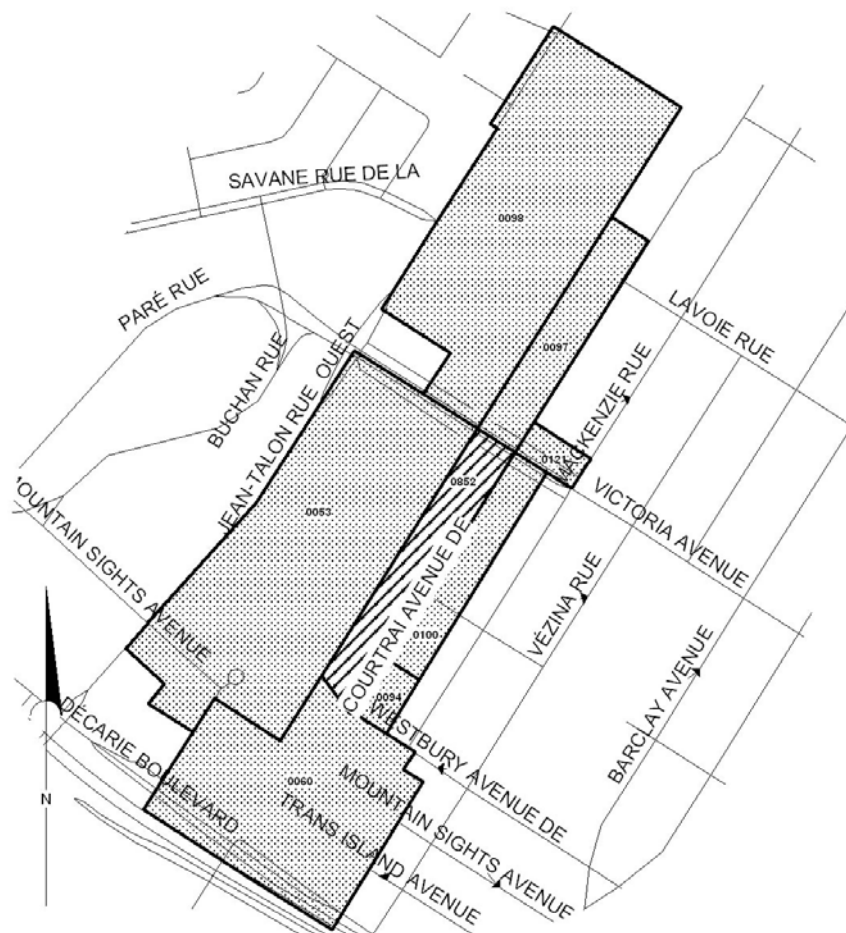 SAVANE RUE DE LA
0098
PARÉ RUE
LAVOIE RUE
BUCHAN RUE
JEAN-TALON RUE OUEST
0097
MACKENZIE RUE
0121
0852
VICTORIA AVENUE
0053
MOUNTAIN SIGHTS AVENUE
COURTRAI AVENUE DE
VÉZINA RUE
0100
BARCLAY AVENUE
0094
WESTBURY AVENUE DE
DÉCARIE BOULEVARD
0060
MOUNTAIN SIGHTS AVENUE
TRANS ISLAND AVENUE
N